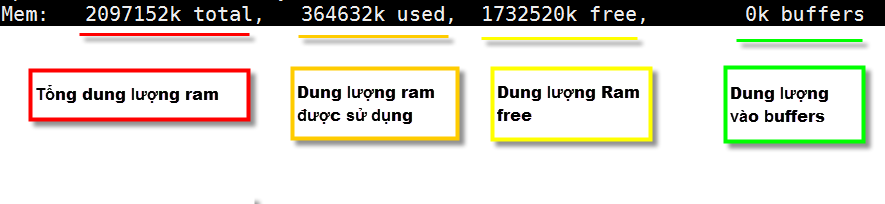 Mem: 2097152k total, 364632k used, 1732520k free, 0k buffers
Tổng dung lượng ram
Dung lượng ram
được sử dụng
Dung lượng Ram
free
Dung lượng
vào buffers